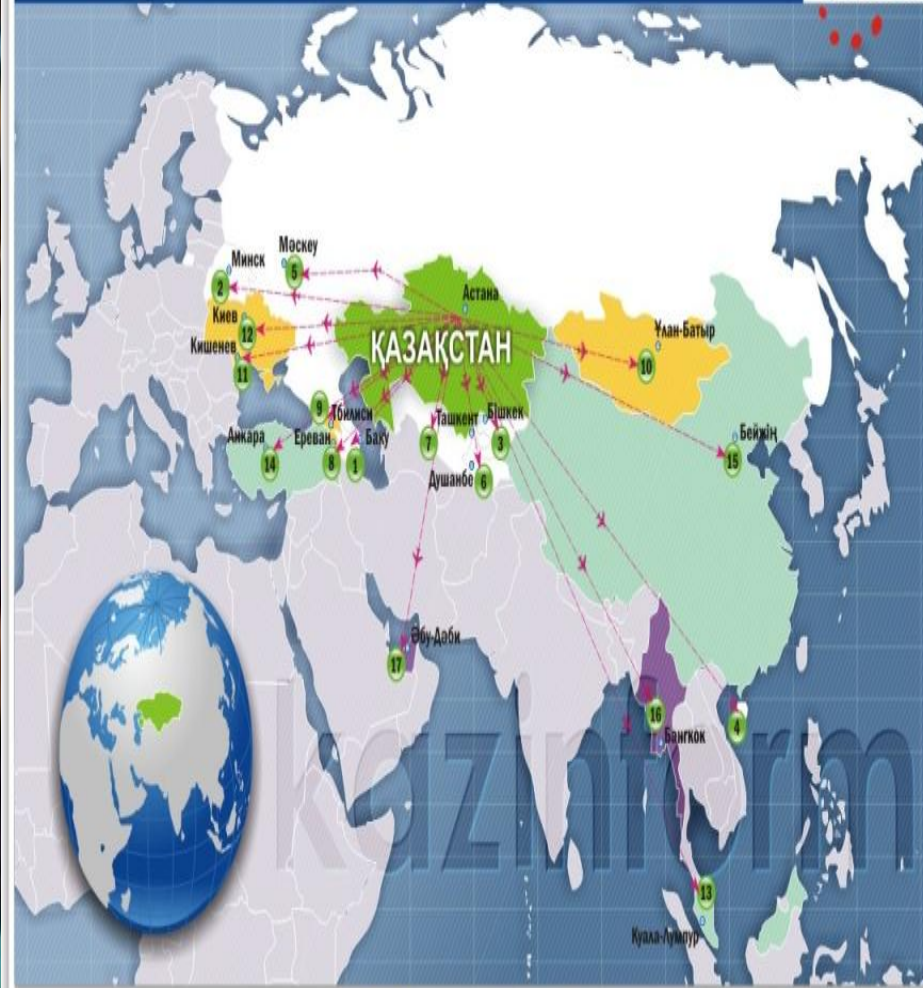 Мәскеу
5
Минск
2
Астана
Киев
12
ҚАЗАҚСТАН
Ұлан-Батыр
10
Кишенев
11
9
Тбилиси
Ташкент
Бішкек
Анкара
Ереван
Баку
7
3
Бейжің
14
8
1
15
Душанбе
6
Әбу-Даби
17
16
4
Бангкок
kazinform
13
Куала-Лумпур